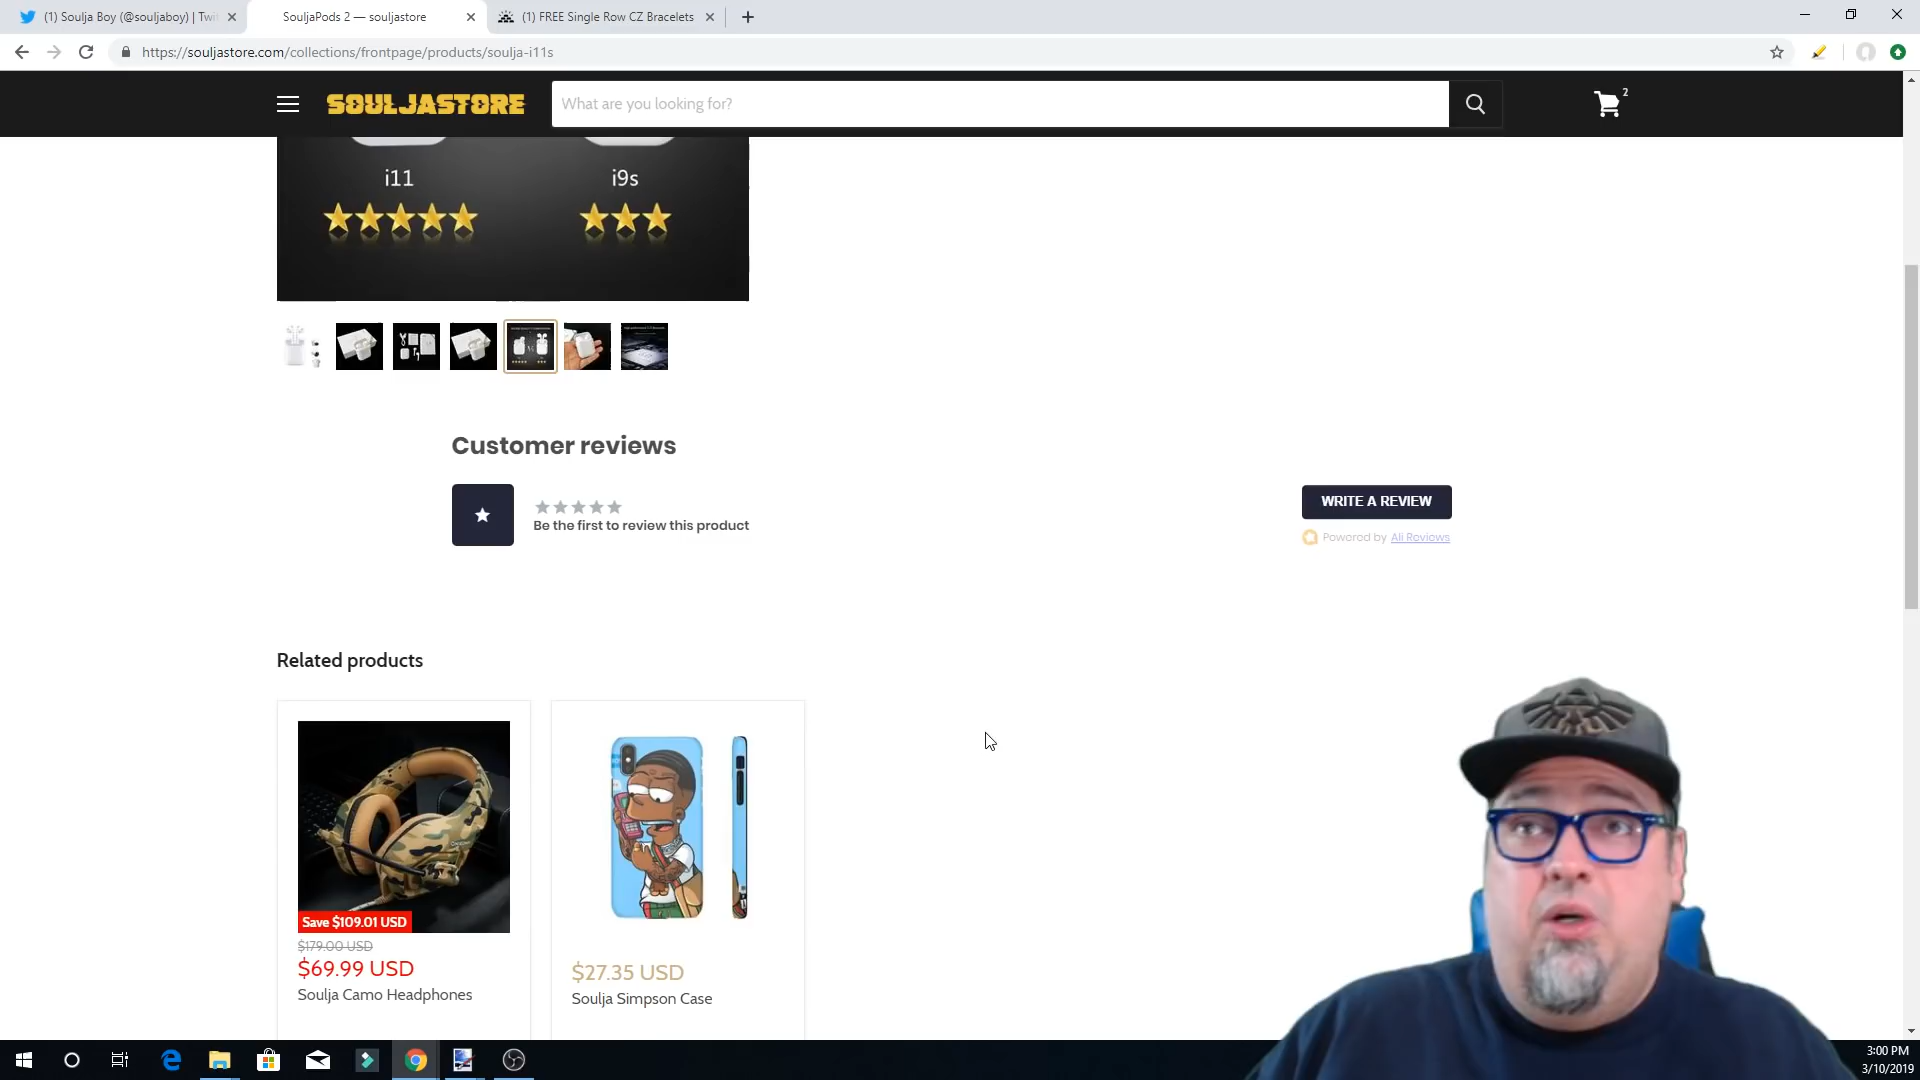 (1) Soulja Boy (@souljaboy) | Twi
SouljaPods 2 — souljastore
(1) FREE Single Row CZ Bracelets
https://souljastore.com/collections/frontpage/products/soulja-i11s
SOULJASTORE
What are you looking for?
2
i11
i9s
Customer reviews
Be the first to review this product
WRITE A REVIEW
Powered by Ali Reviews
Related products
Save $109.01 USD
$179.00 USD
$69.99 USD
Soulja Camo Headphones
$27.35 USD
Soulja Simpson Case
3:00 PM
3/10/2019